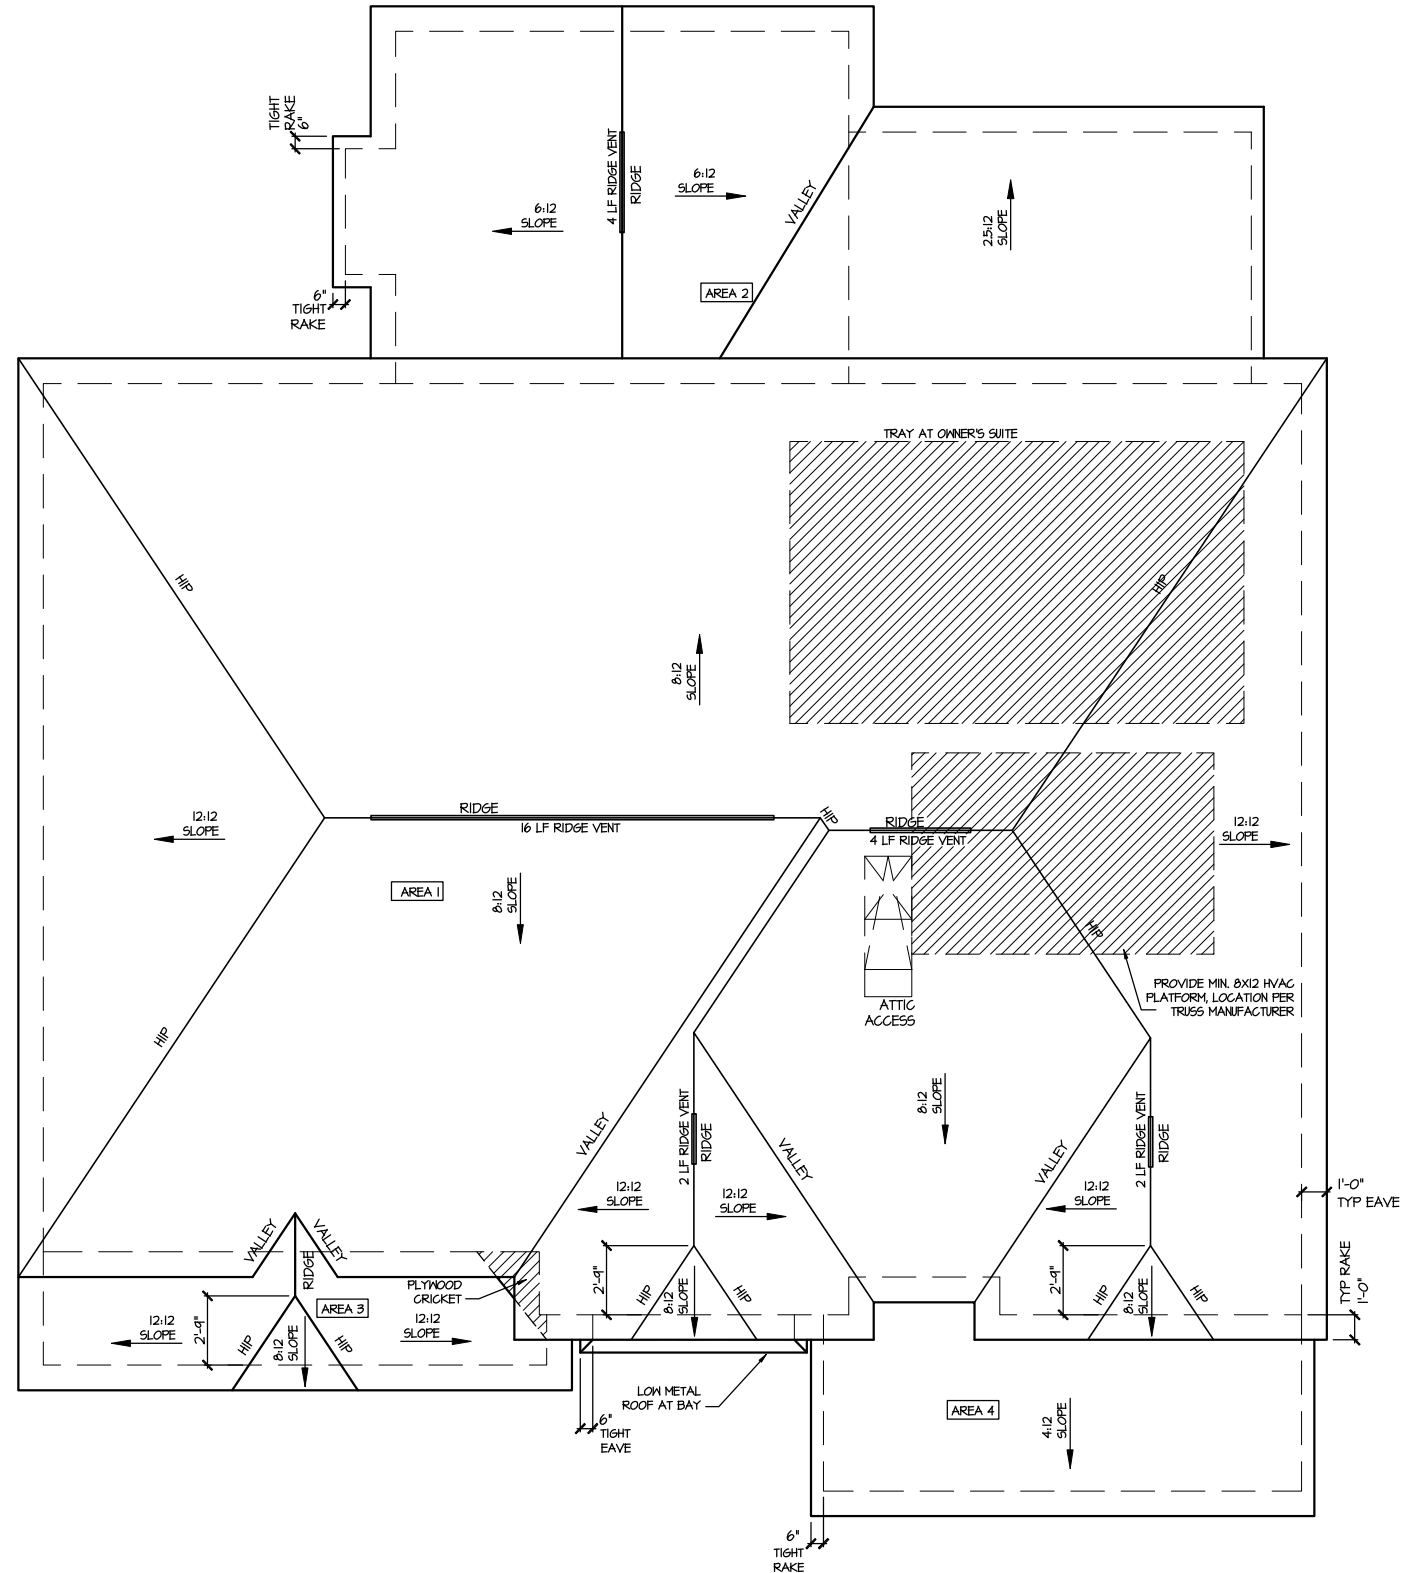 TIGHT
RAKE
6"
4 LF RIDGE VENT
RIDGE
6:12
SLOPE
6:12
SLOPE
VALLEY
2.5:12
SLOPE
AREA 2
6"
TIGHT
RAKE
TRAY AT OWNER'S SUITE
HIP
HIP
8:12
SLOPE
RIDGE
16 LF RIDGE VENT
HIP
RIDGE
4 LF RIDGE VENT
12:12
SLOPE
12:12
SLOPE
AREA 1
8:12
SLOPE
HIP
PROVIDE MIN. 8X12 HVAC
PLATFORM, LOCATION PER
TRUSS MANUFACTURER
ATTIC
ACCESS
HIP
8:12
SLOPE
VALLEY
2 LF RIDGE VENT
RIDGE
VALLEY
VALLEY
2 LF RIDGE VENT
RIDGE
12:12
SLOPE
12:12
SLOPE
12:12
SLOPE
1'-0"
TYP EAVE
VALLEY
VALLEY
RIDGE
PLYWOOD
CRICKET
2'-9"
HIP
8:12
SLOPE
HIP
2'-9"
HIP
8:12
SLOPE
HIP
TYP RAKE
1'-0"
AREA 3
12:12
SLOPE
2'-9"
HIP
8:12
SLOPE
HIP
12:12
SLOPE
LOW METAL
ROOF AT BAY
6"
TIGHT
EAVE
AREA 4
4:12
SLOPE
6"
TIGHT
RAKE